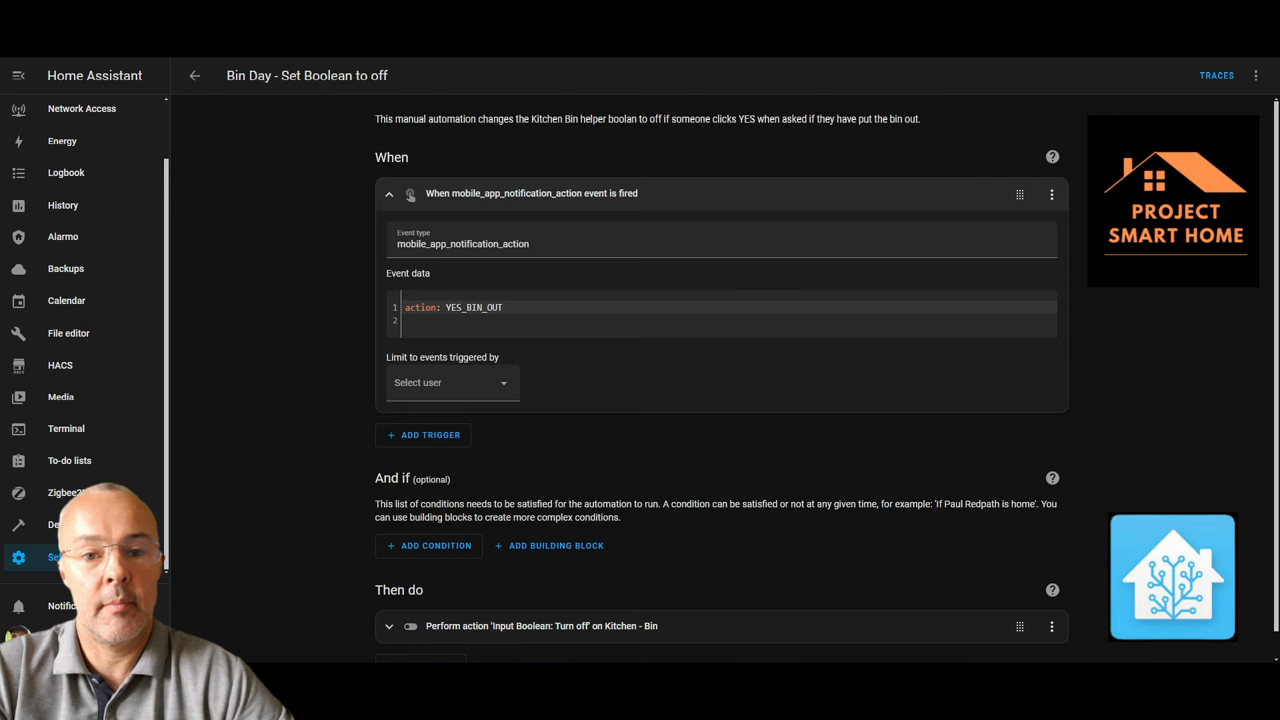 Home Assistant
Bin Day - Set Boolean to off
TRACES
Network Access
Energy
Logbook
History
Alarmo
Backups
Calendar
File editor
HACS
HACS
Media
Terminal
To-do lists
This manual automation changes the Kitchen Bin helper boolan to off if someone clicks YES when asked if they have put the bin out.
When
When mobile_app_notification_action event is fired
Event type
mobile_app_notification_action
Event data
1 action: YES_BIN_OUT
2
Limit to events triggered by
Select user
+ ADD TRIGGER
And if (optional)
This list of conditions needs to be satisfied for the automation to run. A condition can be satisfied or not at any given time, for example: 'If Paul Redpath is home'. You
can use building blocks to create more complex conditions.
+ ADD CONDITION + ADD BUILDING BLOCK
Then do
Perform action 'Input Boolean: Turn off' on Kitchen - Bin
PROJECT
SMART HOME